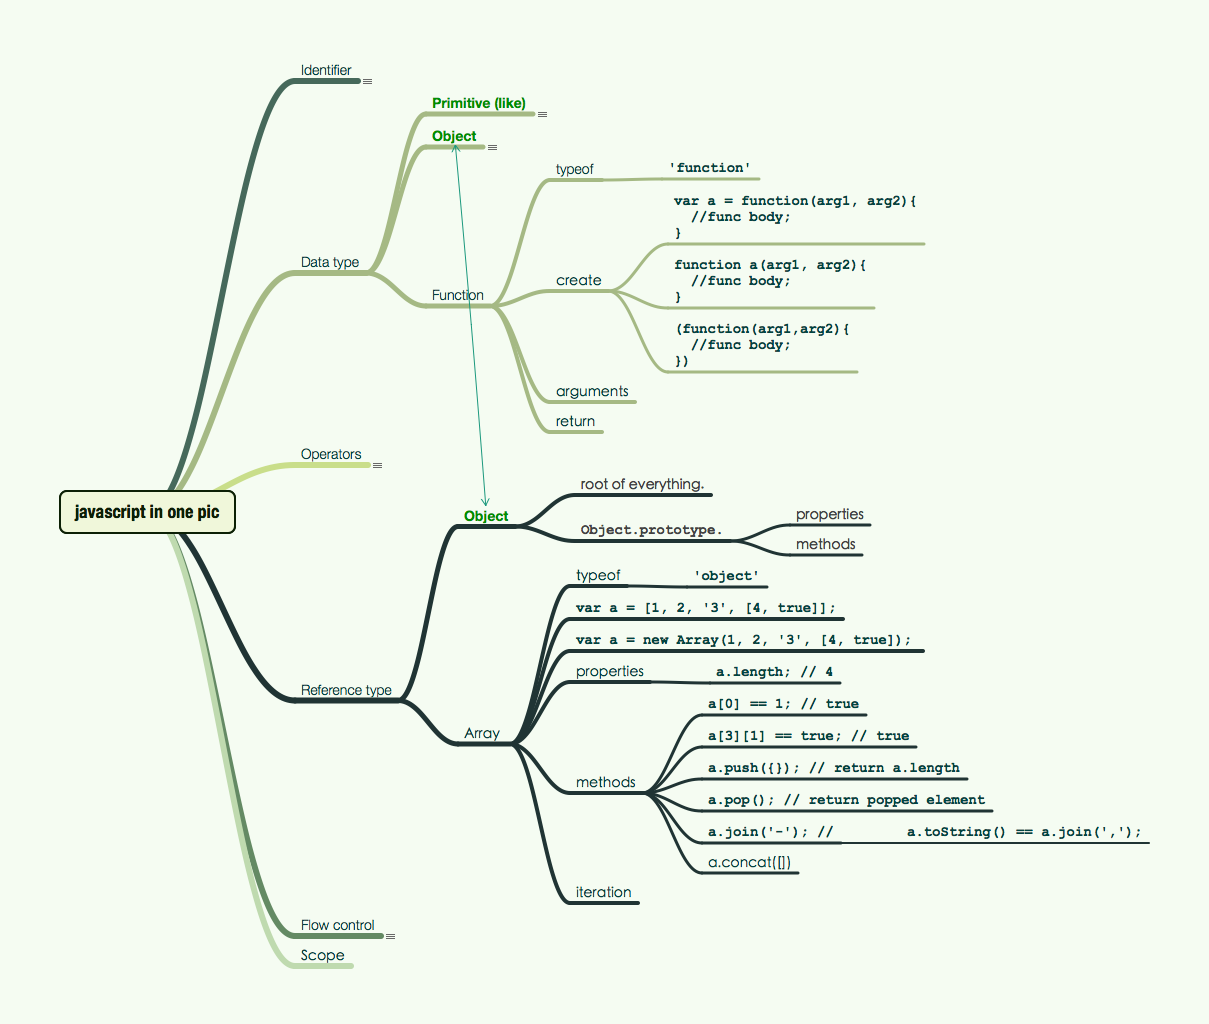 Identifier
Primitive (like)
Object
typeof
'function'
var a = function(arg1, arg2){
  //func body;
}
Data type
function a(arg1, arg2){
  //func body;
}
create
Function
(function(arg1,arg2){
  //func body;
})
arguments
return
Operators
javascript in one pic
root of everything.
Object
Object.prototype.
properties
methods
typeof
'object'
var a = [1, 2, '3', [4, true]];
var a = new Array(1, 2, '3', [4, true]);
properties
a.length; // 4
Reference type
Array
a[0] == 1; // true
a[3][1] == true; // true
a.push({}); // return a.length
methods
a.pop(); // return popped element
a.join('-'); //
a.toString() == a.join(',');
a.concat([])
iteration
Flow control
Scope